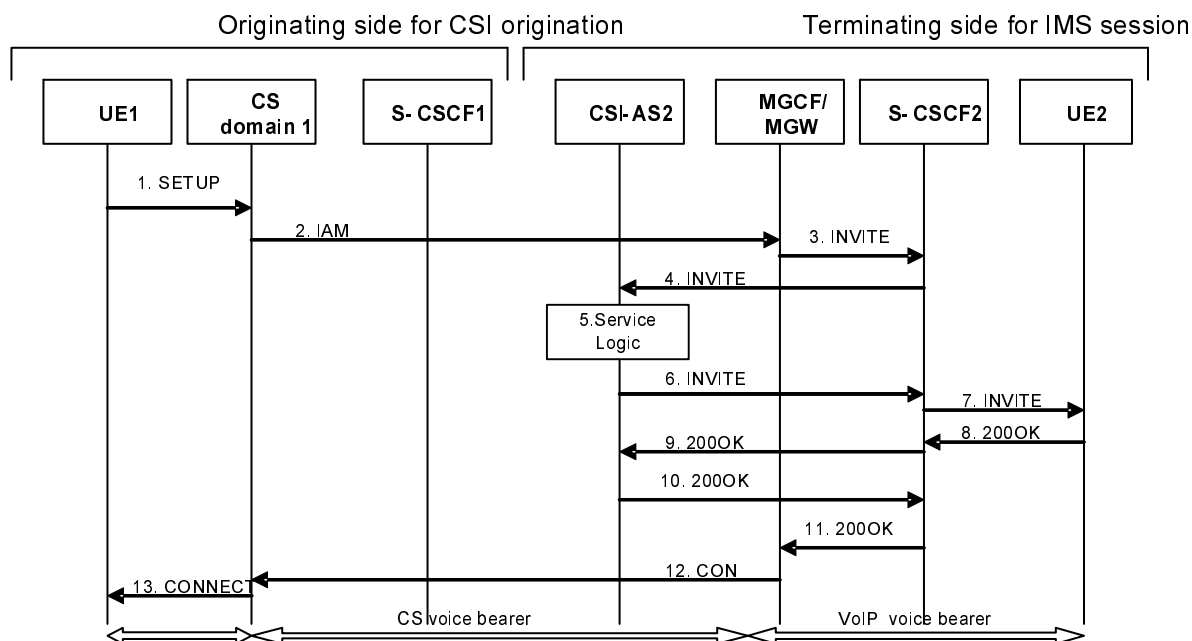 Originating side for CSI origination
Terminating side for IMS session
UE1
CS
domain 1
S- CSCF1
CSI- AS2
MGCF/
MGW
S- CSCF2
UE2
1. SETUP
2. IAM
3. INVITE
4. INVITE
5.Service
Logic
6. INVITE
7. INVITE
8. 200OK
9. 200OK
10. 200OK
11. 200OK
12. CON
13. CONNECT
CS voice bearer
VoIP voice bearer